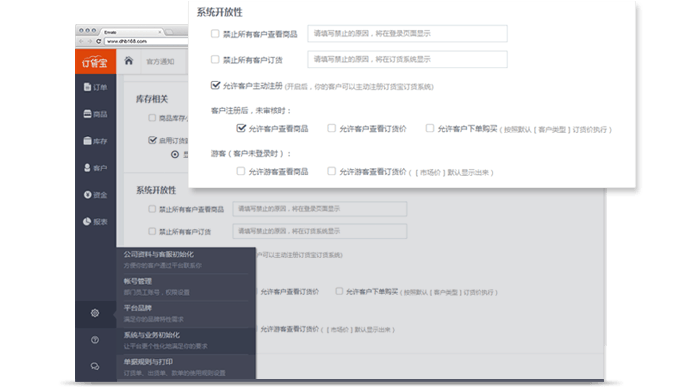 系统开放性
禁止所有客户查看商品 请填写禁止的原因，将在登录页面显示
禁止所有客户订货 请填写禁止的原因，将在订货系统显示
允许客户主动注册 (开启后，你的客户可以主动注册订货宝订货系统)
客户注册后，未审核时：
允许客户查看商品 允许客户查看订货价 允许客户下单购买 (按照默认 [ 客户类型 ] 订货价执行 )
游客（客户未登录时）：
允许游客查看商品 允许游客查看订货价 ( [ 市场价 ] 默认显示出来 )
www.dhb168.com
订货宝
官方通知
订单
商品
库存
客户
资金
报表
库存相关
商品库存
启用订货
系统开放性
禁止所有客户查看商品 请填写禁止的原因，将在登录页面显示
禁止所有客户订货 请填写禁止的原因，将在订货系统显示
户可以主动注册订货宝订货系统)
允许客户查看订货价 允许客户下单购买 (按照默认 [ 客户类型 ] 订货价执行 )
允许游客查看订货价 ( [ 市场价 ] 默认显示出来 )
公司资料与客服初始化
方便你的客户通过平台联系你
帐号管理
部门员工账号，权限设置
平台品牌
满足你的品牌特性需求
系统与业务初始化
让平台更个性化地满足你的要求
单据规则与打印
订货单、出货单、款单的使用规则设置